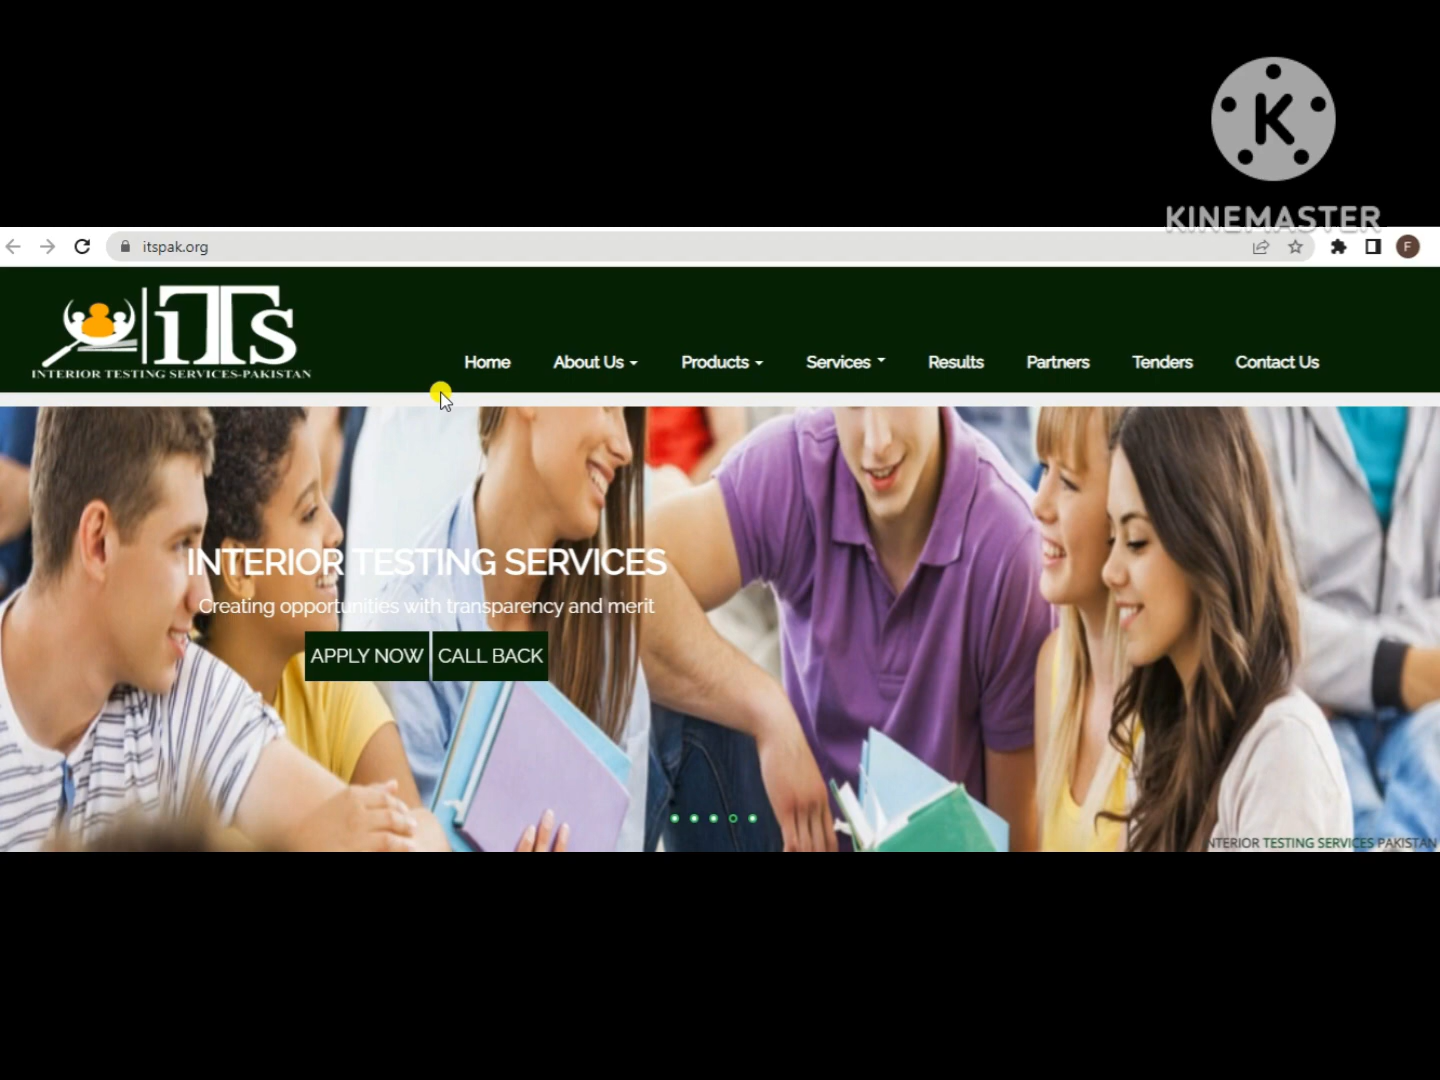 K
KINEMASTER
itspak.org
F
iTs
INTERIOR TESTING SERVICES-PAKISTAN
Home About Us Products Services Results Partners Tenders Contact Us
INTERIOR TESTING SERVICES
Creating opportunities with transparency and merit
APPLY NOW CALL BACK
NTERIOR TESTING SERVICES PAKISTAN